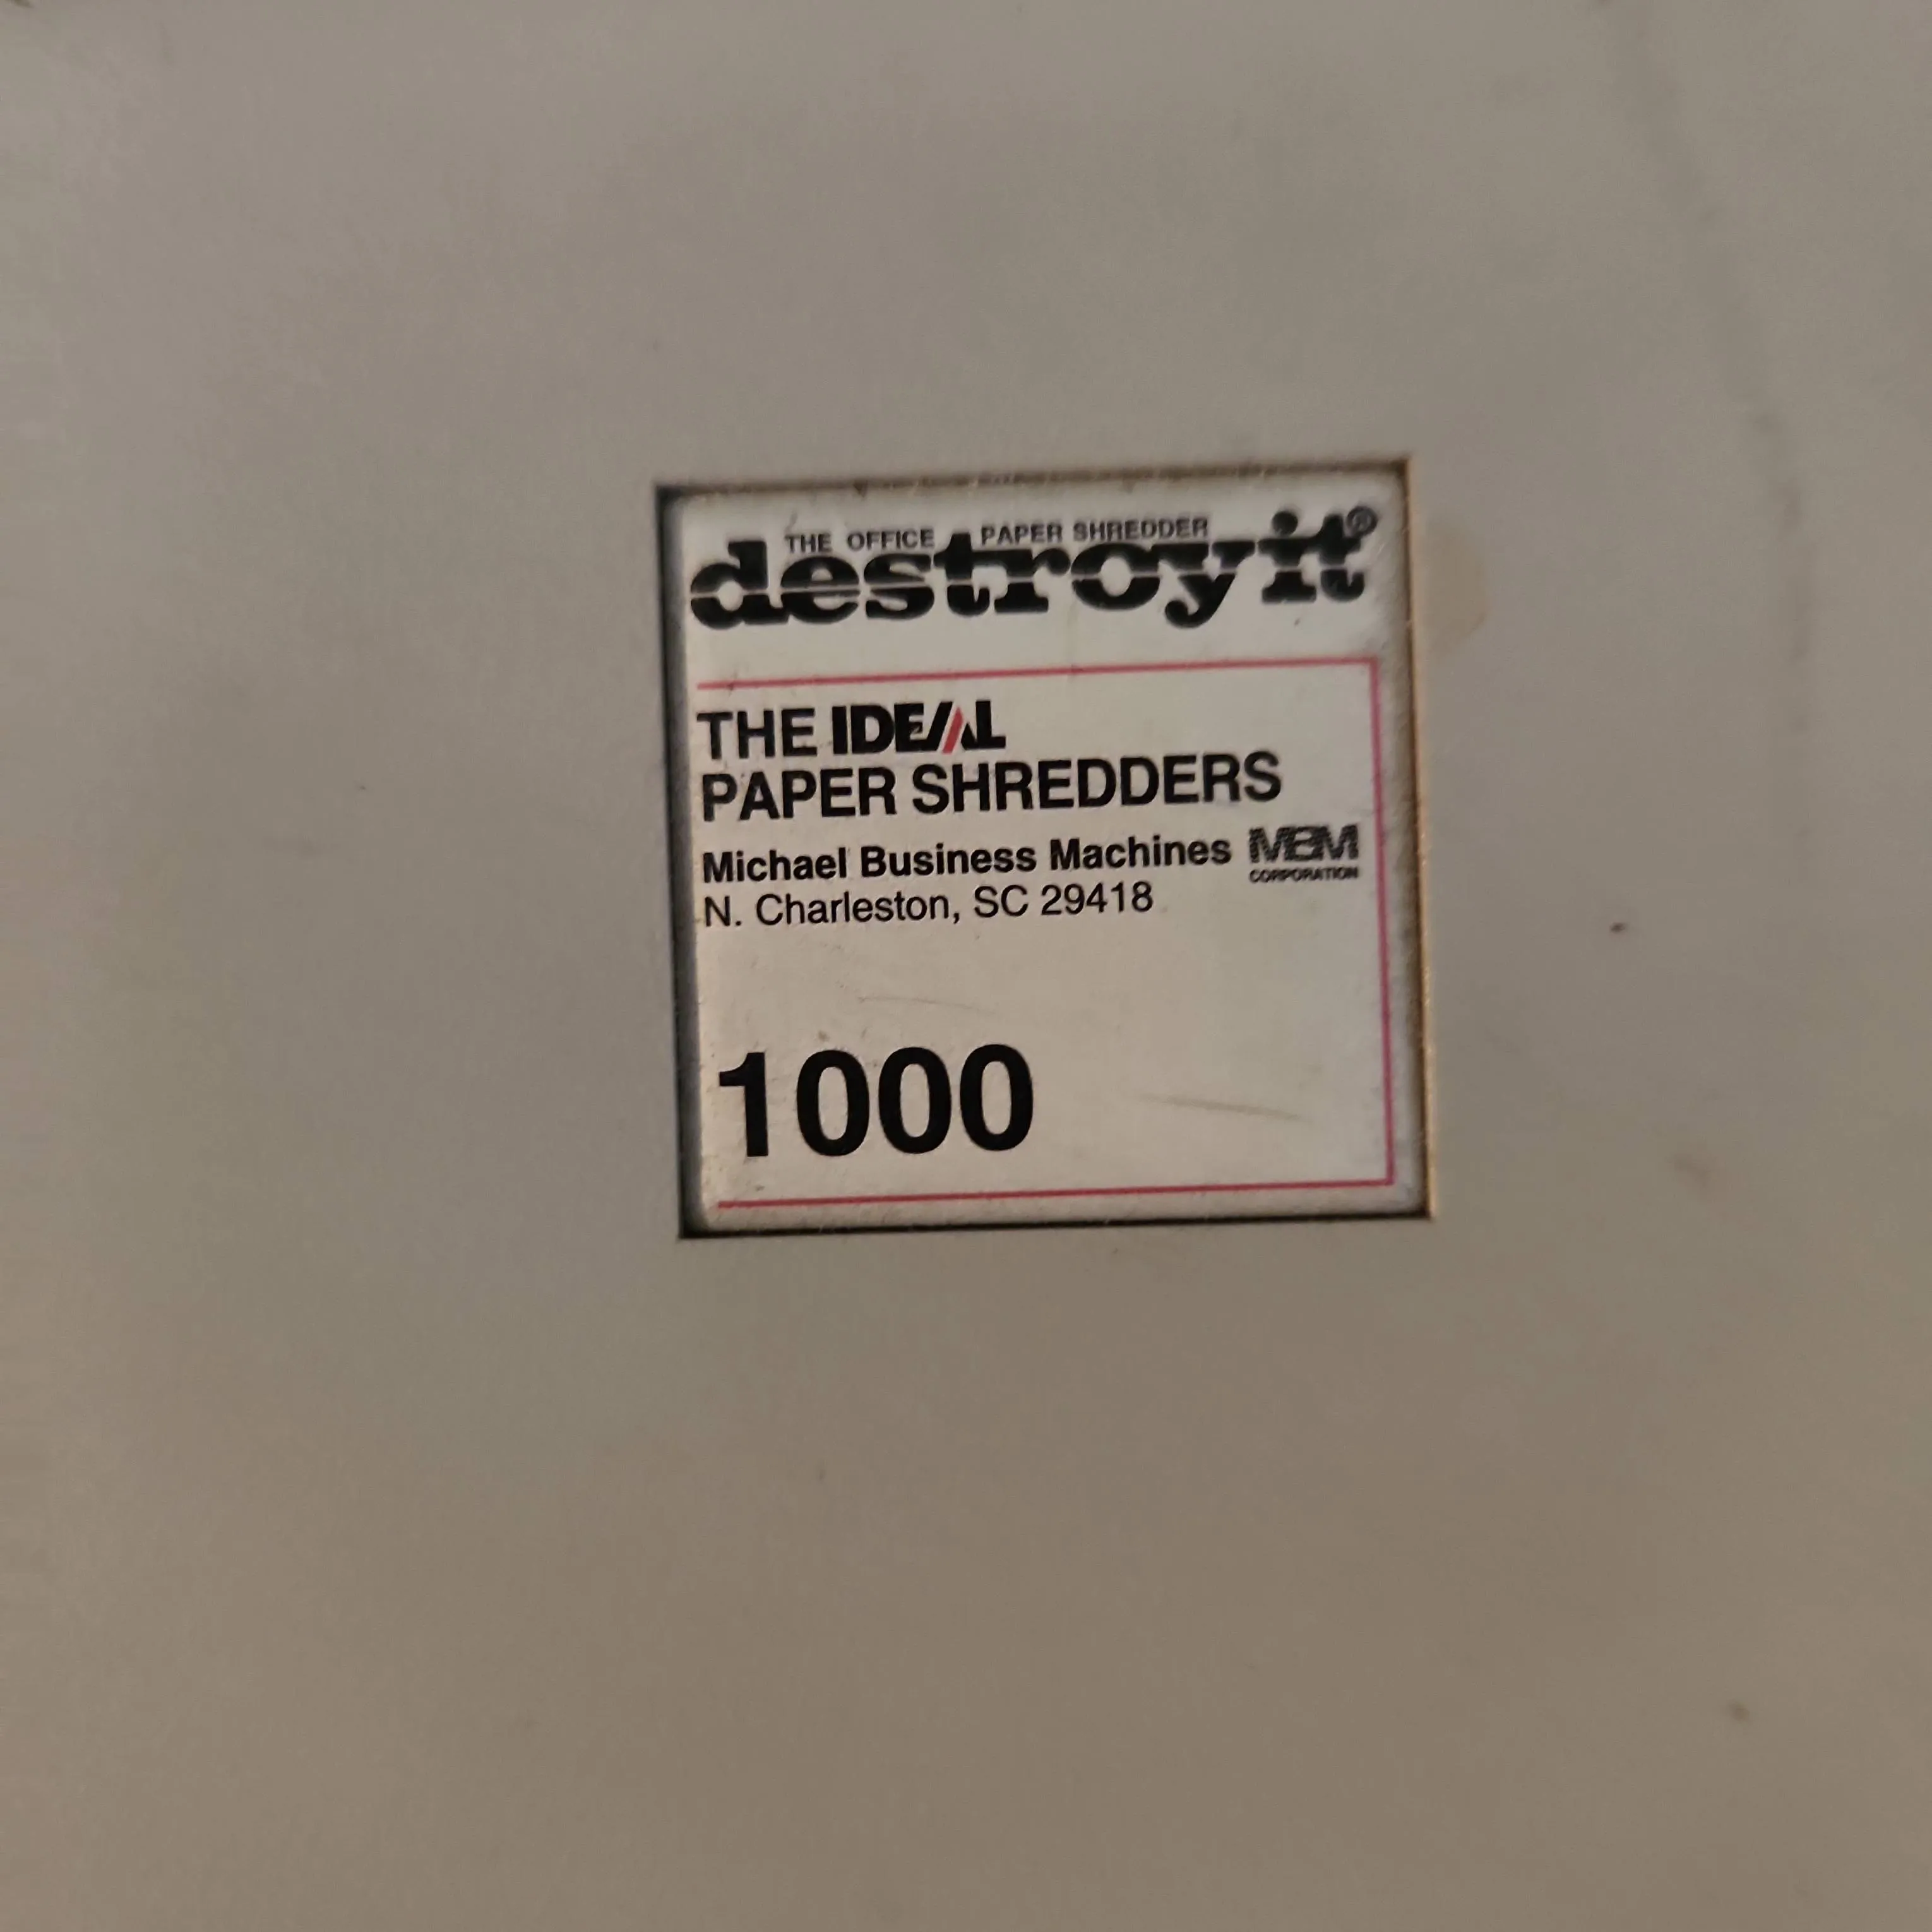 THE OFFICE PAPER SHREDDER
destroyit®
THE IDEAL
PAPER SHREDDERS
Michael Business Machines MBM
CORPORATION
N. Charleston, SC 29418
1000